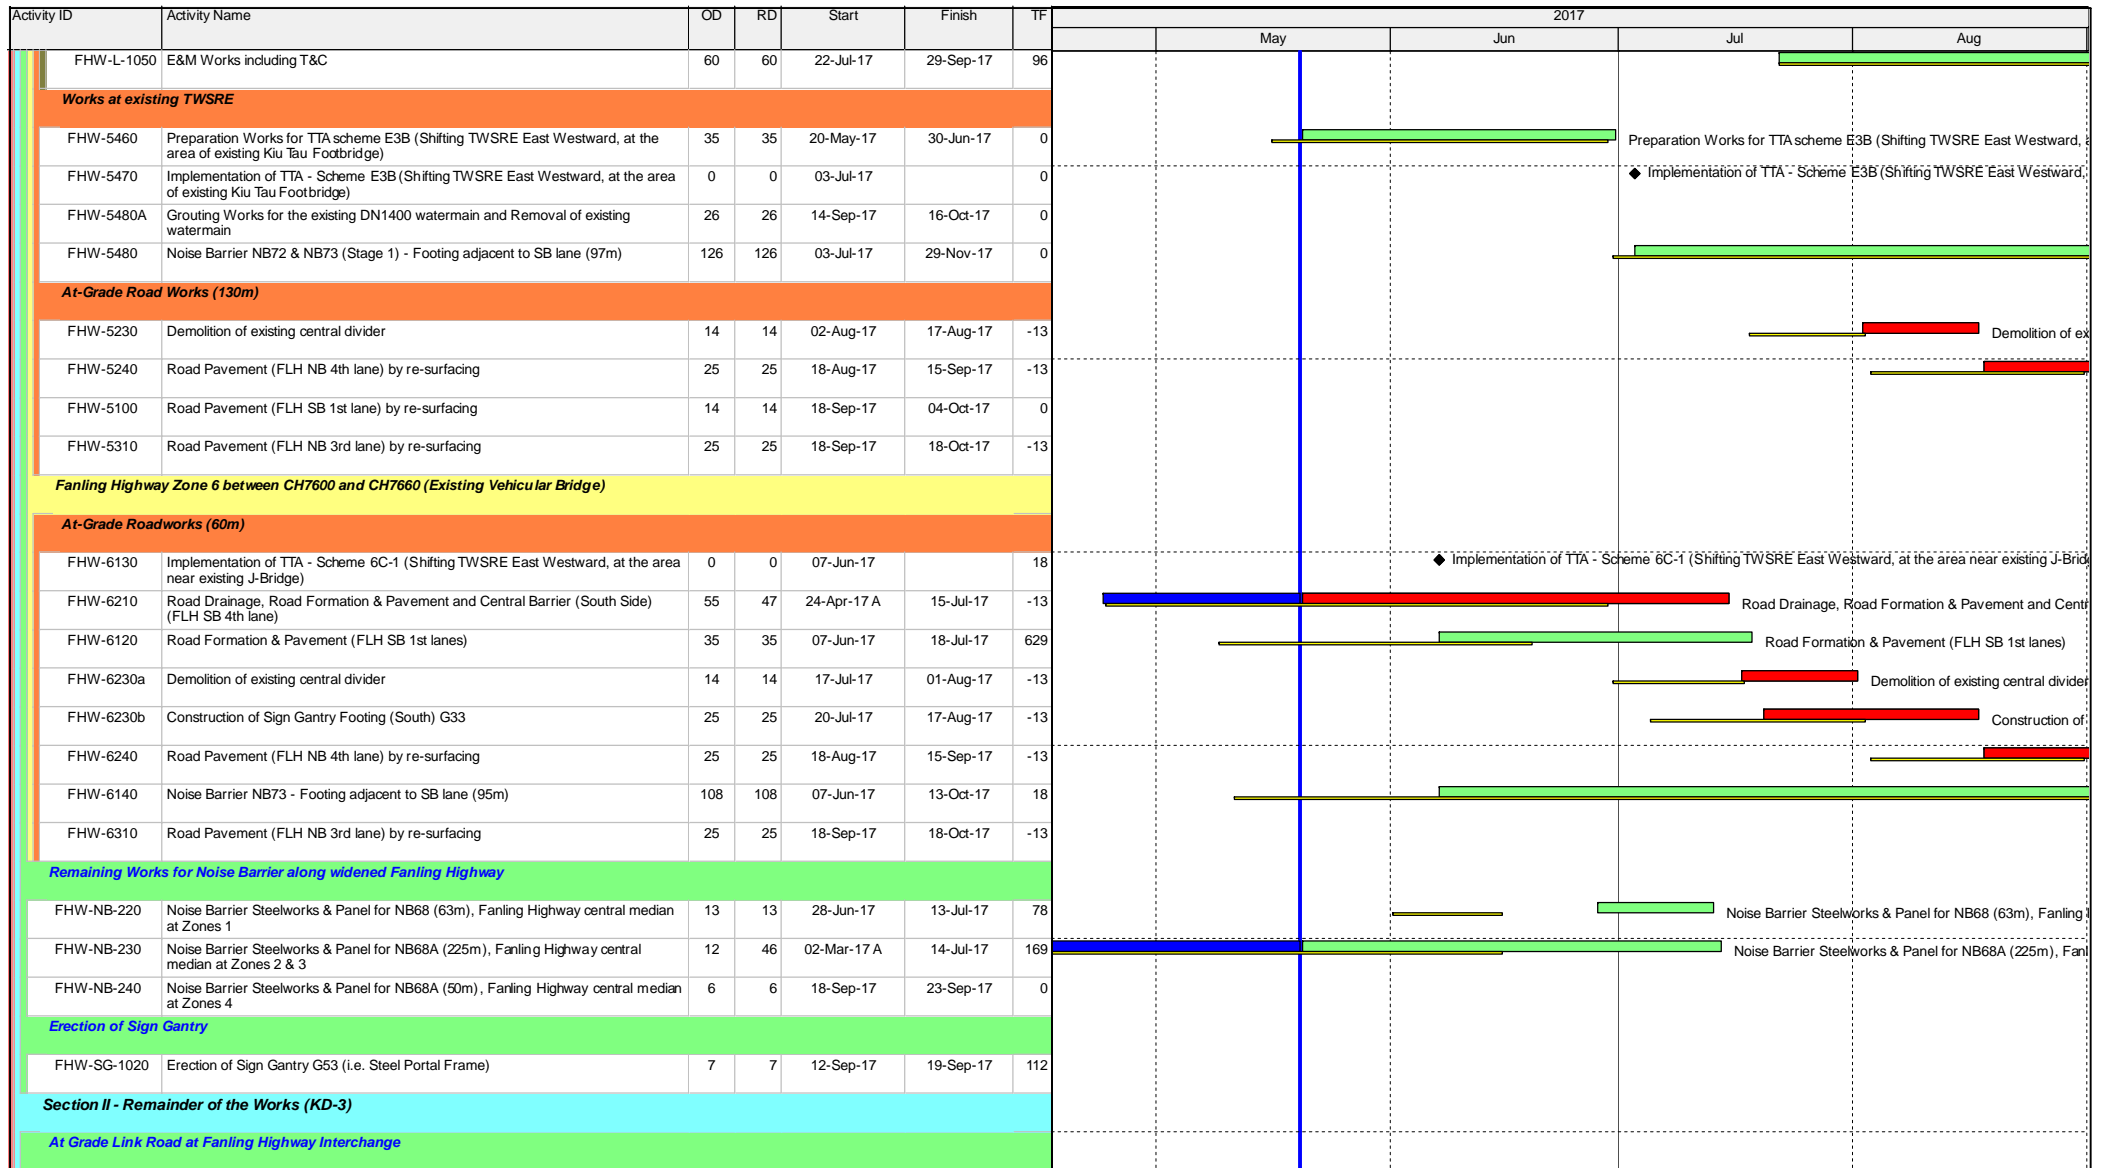 Activity ID Activity Name OD RD Start Finish TF 2017
May Jun Jul Aug
FHW-L-1050 E&M Works including T&C 60 60 22-Jul-17 29-Sep-17 96
Works at existing TWSRE
FHW-5460 Preparation Works for TTA scheme E3B (Shifting TWSRE East Westward, at the 35 35 20-May-17 30-Jun-17 0
area of existing Kiu Tau Footbridge)
Preparation Works for TTA scheme E3B (Shifting TWSRE East Westward,
FHW-5470 Implementation of TTA - Scheme E3B (Shifting TWSRE East Westward, at the area 0 0 03-Jul-17 0
of existing Kiu Tau Footbridge)
Implementation of TTA - Scheme E3B (Shifting TWSRE East Westward,
FHW-5480A Grouting Works for the existing DN1400 watermain and Removal of existing 26 26 14-Sep-17 16-Oct-17 0
watermain
FHW-5480 Noise Barrier NB72 & NB73 (Stage 1) - Footing adjacent to SB lane (97m) 126 126 03-Jul-17 29-Nov-17 0
At-Grade Road Works (130m)
FHW-5230 Demolition of existing central divider 14 14 02-Aug-17 17-Aug-17 -13
Demolition of ex
FHW-5240 Road Pavement (FLH NB 4th lane) by re-surfacing 25 25 18-Aug-17 15-Sep-17 -13
FHW-5100 Road Pavement (FLH SB 1st lane) by re-surfacing 14 14 18-Sep-17 04-Oct-17 0
FHW-5310 Road Pavement (FLH NB 3rd lane) by re-surfacing 25 25 18-Sep-17 18-Oct-17 -13
Fanling Highway Zone 6 between CH7600 and CH7660 (Existing Vehicular Bridge)
At-Grade Roadworks (60m)
FHW-6130 Implementation of TTA - Scheme 6C-1 (Shifting TWSRE East Westward, at the area 0 0 07-Jun-17 18
near existing J-Bridge)
Implementation of TTA - Scheme 6C-1 (Shifting TWSRE East Westward, at the area near existing J-Bridg
FHW-6210 Road Drainage, Road Formation & Pavement and Central Barrier (South Side) 55 47 24-Apr-17 A 15-Jul-17 -13
(FLH SB 4th lane)
Road Drainage, Road Formation & Pavement and Centr
FHW-6120 Road Formation & Pavement (FLH SB 1st lanes) 35 35 07-Jun-17 18-Jul-17 629
Road Formation & Pavement (FLH SB 1st lanes)
FHW-6230a Demolition of existing central divider 14 14 17-Jul-17 01-Aug-17 -13
Demolition of existing central divider
FHW-6230b Construction of Sign Gantry Footing (South) G33 25 25 20-Jul-17 17-Aug-17 -13
Construction of
FHW-6240 Road Pavement (FLH NB 4th lane) by re-surfacing 25 25 18-Aug-17 15-Sep-17 -13
FHW-6140 Noise Barrier NB73 - Footing adjacent to SB lane (95m) 108 108 07-Jun-17 13-Oct-17 18
FHW-6310 Road Pavement (FLH NB 3rd lane) by re-surfacing 25 25 18-Sep-17 18-Oct-17 -13
Remaining Works for Noise Barrier along widened Fanling Highway
FHW-NB-220 Noise Barrier Steelworks & Panel for NB68 (63m), Fanling Highway central median 13 13 28-Jun-17 13-Jul-17 78
at Zones 1
Noise Barrier Steelworks & Panel for NB68 (63m), Fanling
FHW-NB-230 Noise Barrier Steelworks & Panel for NB68A (225m), Fanling Highway central 12 46 02-Mar-17 A 14-Jul-17 169
median at Zones 2 & 3
Noise Barrier Steelworks & Panel for NB68A (225m), Fanl
FHW-NB-240 Noise Barrier Steelworks & Panel for NB68A (50m), Fanling Highway central median 6 6 18-Sep-17 23-Sep-17 0
at Zones 4
Erection of Sign Gantry
FHW-SG-1020 Erection of Sign Gantry G53 (i.e. Steel Portal Frame) 7 7 12-Sep-17 19-Sep-17 112
Section II - Remainder of the Works (KD-3)
At Grade Link Road at Fanling Highway Interchange